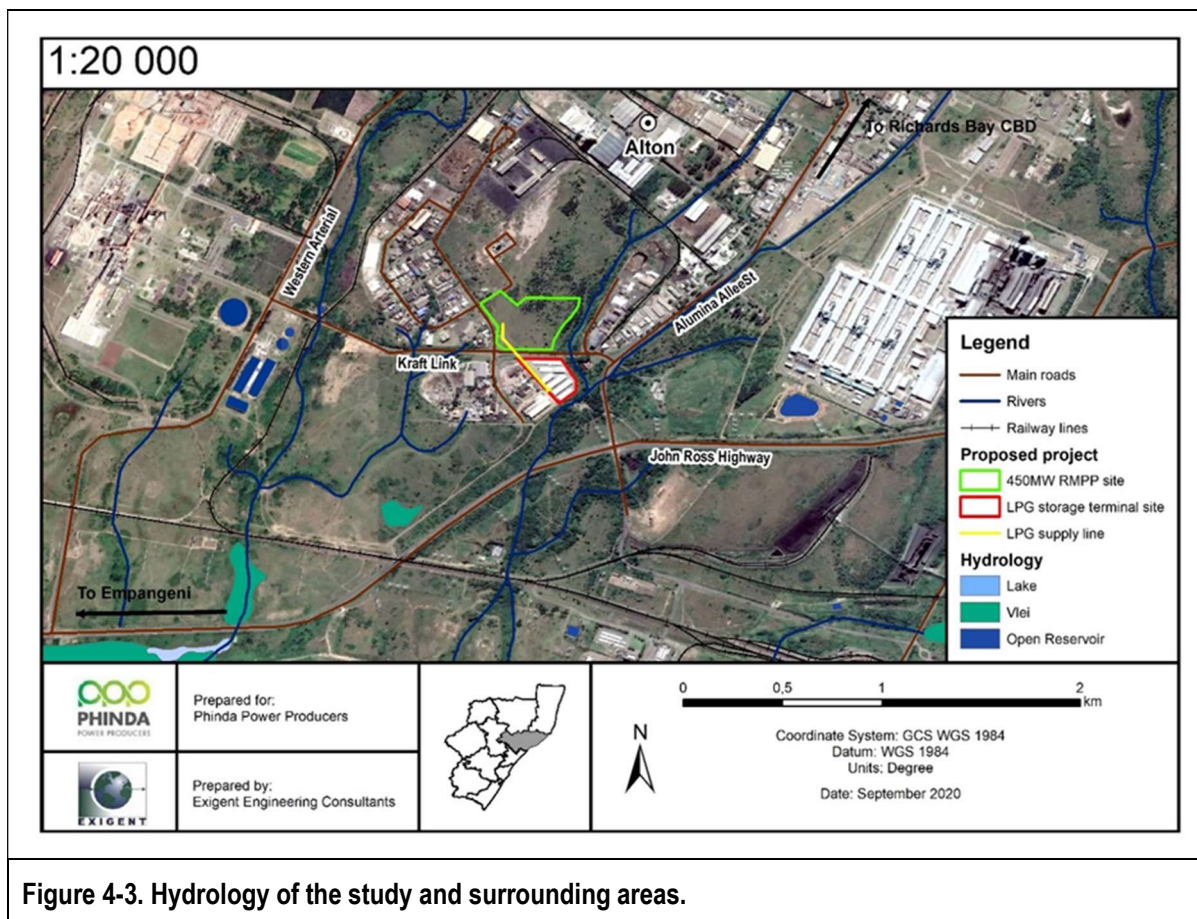 1:20 000
Alton
To Richards Bay CBD
Western Arterial
Alumina AlleeSt
Kraft Link
John Ross Highway
To Empangeni
Legend
Main roads
Rivers
Railway lines
Proposed project
450MW RMPP site
LPG storage terminal site
LPG supply line
Hydrology
Lake
Vlei
Open Reservoir
PHINDA
POWER PRODUCERS
Prepared for:
Phinda Power Producers
EXIGENT
Prepared by:
Exigent Engineering Consultants
N
0 0,5 1 2
km
Coordinate System: GCS WGS 1984
Datum: WGS 1984
Units: Degree
Date: September 2020
Figure 4-3. Hydrology of the study and surrounding areas.